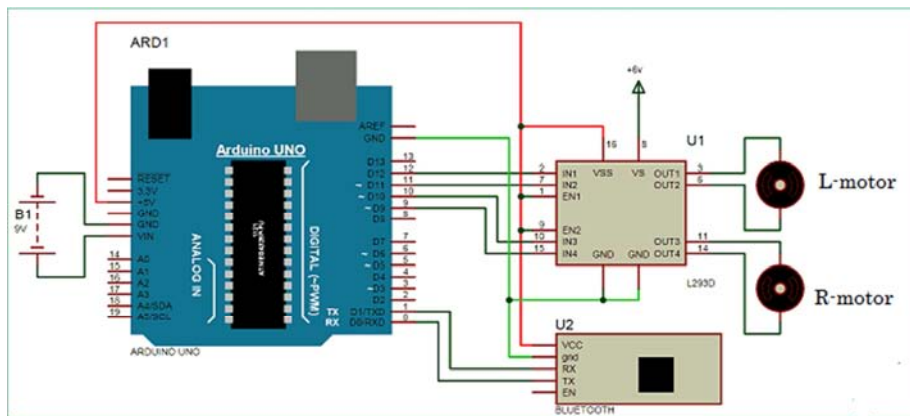 ARD1
Arduino UNO
ANALOG IN
DIGITAL (~PWM)
TX
RX
RESET
3.3V
+5V
GND
GND
VIN
14 A0
15 A1
16 A2
17 A3
18 A4/SDA
19 A5/SCL
ARDUINO UNO
B1
9V
AREF
GND
D13 13
D12 12
~ D11 11
~ D10 10
~ D9 9
D8 8
D7 7
~ D6 6
~ D5 5
D4 4
~ D3 3
D2 2
D1/TXD 1
D0/RXD 0
+6v
U1
16 8
VSS VS
2 IN1
7 IN2
1 EN1
9 EN2
10 IN3
15 IN4
OUT1 3
OUT2 6
OUT3 11
OUT4 14
GND GND
L293D
L-motor
R-motor
U2
VCC
gnd
RX
TX
EN
BLUETOOTH